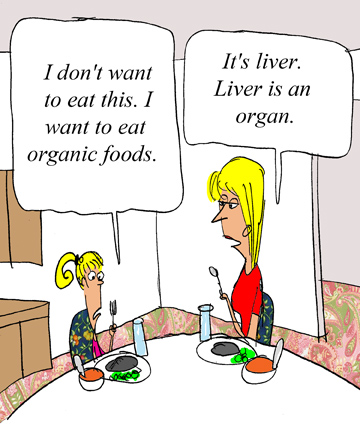 I don't want
to eat this. I
want to eat
organic foods.
It's liver.
Liver is an
organ.